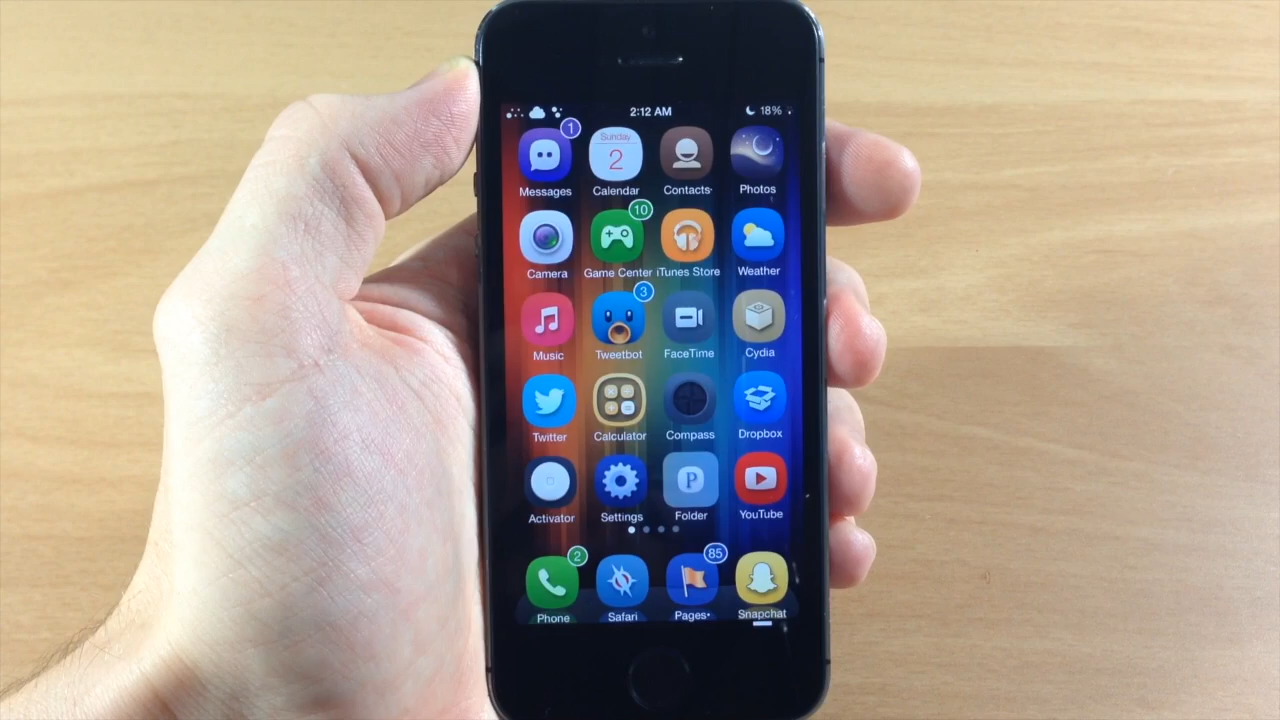 2:12 AM 18%
1
Sunday
2
Messages Calendar Contacts Photos
10
Camera Game Center iTunes Store Weather
3
Music Tweetbot FaceTime Cydia
Twitter Calculator Compass Dropbox
P
Activator Settings Folder YouTube
2 85
Phone Safari Pages Snapchat